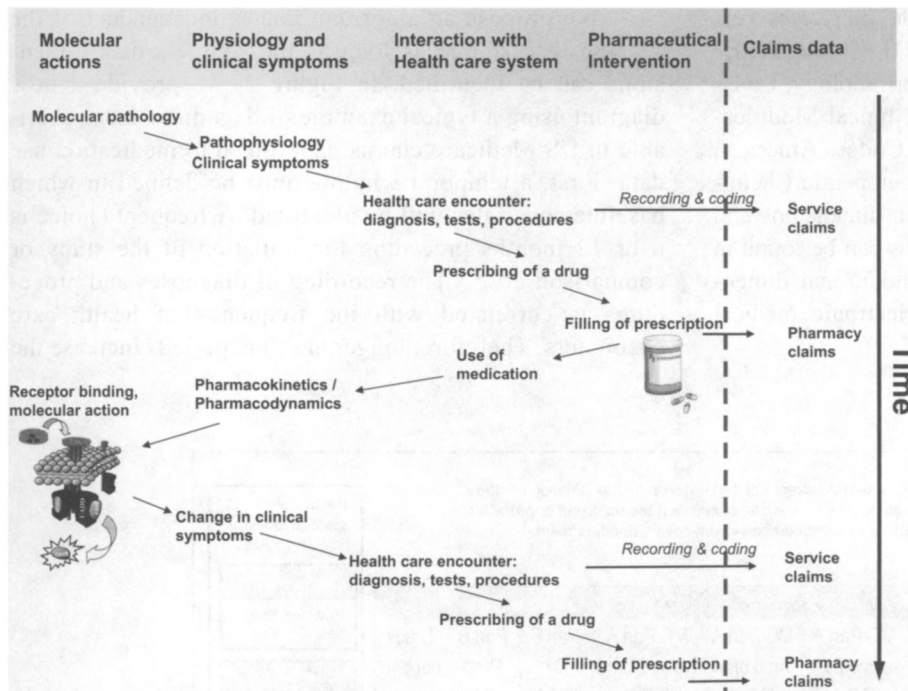 Molecular
actions
Physiology and
clinical symptoms
Interaction with
Health care system
Pharmaceutical
Intervention
Claims data
Molecular pathology
Pathophysiology
Clinical symptoms
Health care encounter:
diagnosis, tests, procedures
Recording & coding
Service
claims
Prescribing of a drug
Filling of prescription
Pharmacy
claims
Use of
medication
Pharmacokinetics /
Pharmacodynamics
Receptor binding,
molecular action
Time
Change in clincal
symptoms
Health care encounter:
diagnosis, tests, procedures
Recording & coding
Service
claims
Prescribing of a drug
Filling of prescription
Pharmacy
claims